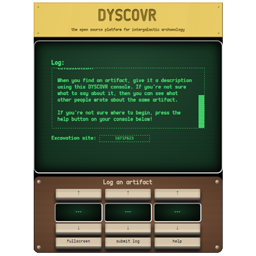 DYSCOVR
the open source platform for intergalactic archeology
Log:
When you find an artifact, give it a description
using this DYSCOVR console. If you're not sure
what to say about it, then you can see what
other people wrote about the same artifact.
If you're not sure where to begin, press the
help button on your console below!
Excavation site:
Log an artifact
↑ ↑ ↑
--- --- ---
↓ ↓ ↓
fullscreen submit log help